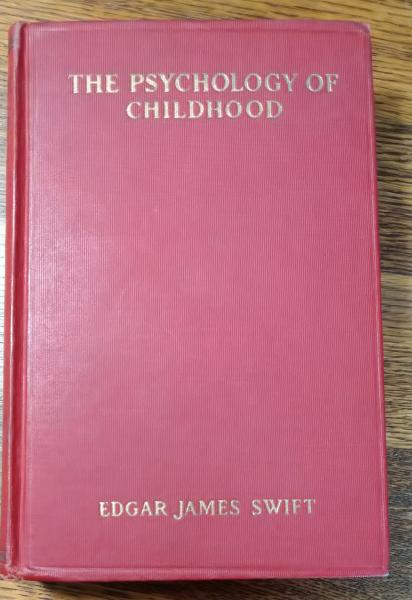 THE PSYCHOLOGY OF
CHILDHOOD
EDGAR JAMES SWIFT